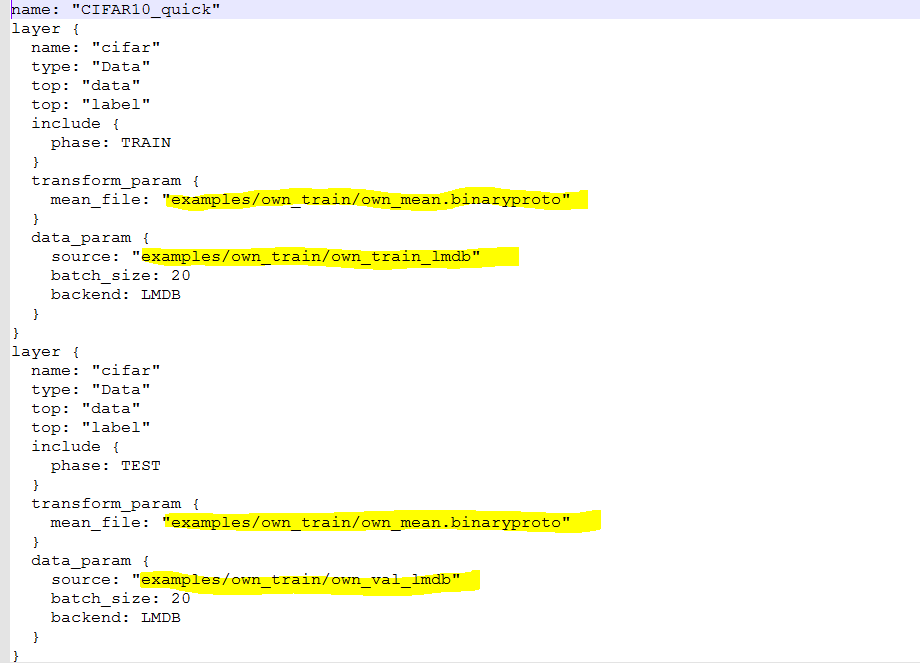 name: "CIFAR10_quick"
layer {
  name: "cifar"
  type: "Data"
  top: "data"
  top: "label"
  include {
    phase: TRAIN
  }
  transform_param {
    mean_file: "examples/own_train/own_mean.binaryproto"
  }
  data_param {
    source: "examples/own_train/own_train_lmdb"
    batch_size: 20
    backend: LMDB
  }
}
layer {
  name: "cifar"
  type: "Data"
  top: "data"
  top: "label"
  include {
    phase: TEST
  }
  transform_param {
    mean_file: "examples/own_train/own_mean.binaryproto"
  }
  data_param {
    source: "examples/own_train/own_val_lmdb"
    batch_size: 20
    backend: LMDB
  }
}